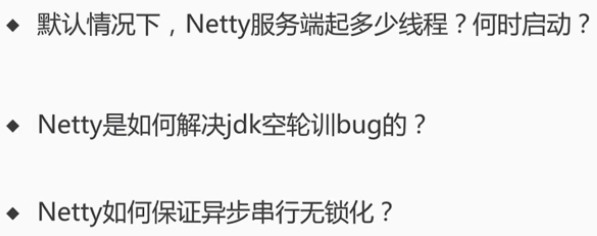 ◆ 默认情况下，Netty服务端起多少线程？何时启动？
◆ Netty是如何解决jdk空轮训bug的？
◆ Netty如何保证异步串行无锁化？